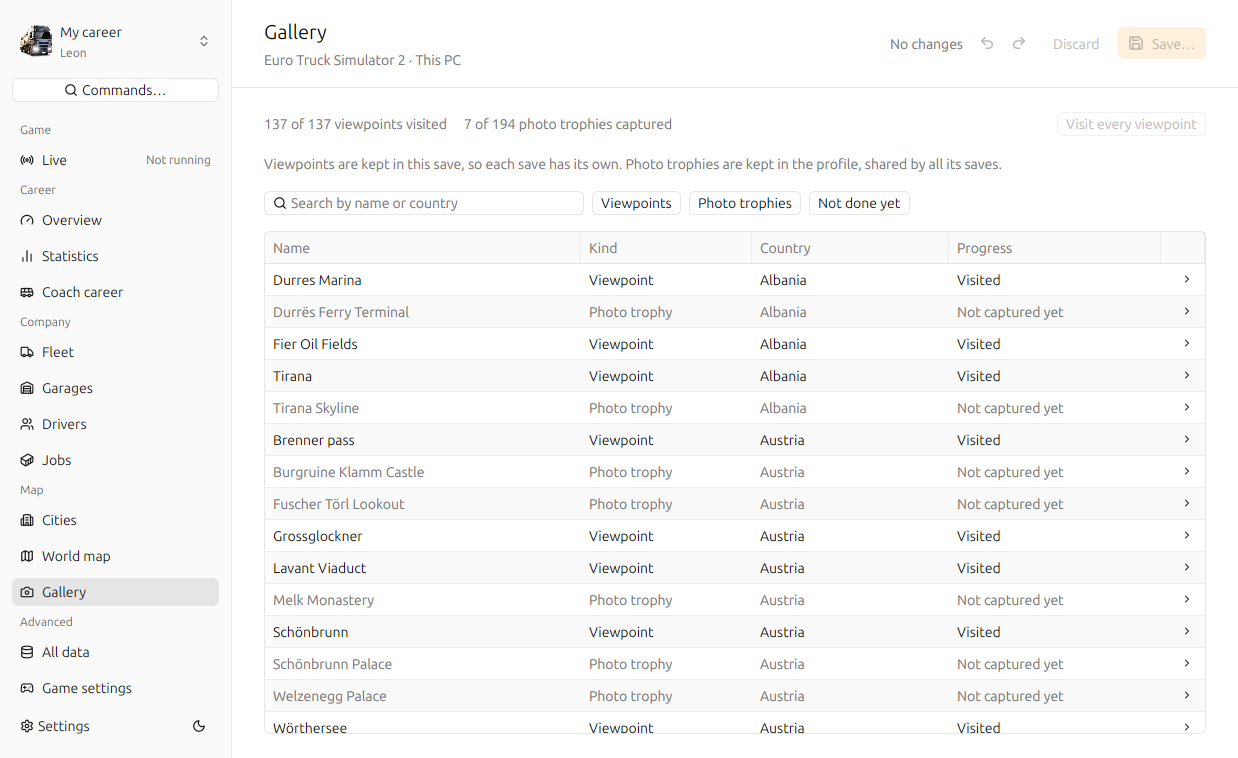 My career
Leon
Commands…
Game
Live Not running
Career
Overview
Statistics
Coach career
Company
Fleet
Garages
Drivers
Jobs
Map
Cities
World map
Gallery
Advanced
All data
Game settings
Settings
Gallery
Euro Truck Simulator 2 · This PC
No changes Discard Save…
137 of 137 viewpoints visited 7 of 194 photo trophies captured Visit every viewpoint
Viewpoints are kept in this save, so each save has its own. Photo trophies are kept in the profile, shared by all its saves.
Search by name or country Viewpoints Photo trophies Not done yet
Name Kind Country Progress
Durres Marina Viewpoint Albania Visited
Durrës Ferry Terminal Photo trophy Albania Not captured yet
Fier Oil Fields Viewpoint Albania Visited
Tirana Viewpoint Albania Visited
Tirana Skyline Photo trophy Albania Not captured yet
Brenner pass Viewpoint Austria Visited
Burgruine Klamm Castle Photo trophy Austria Not captured yet
Fuscher Törl Lookout Photo trophy Austria Not captured yet
Grossglockner Viewpoint Austria Visited
Lavant Viaduct Viewpoint Austria Visited
Melk Monastery Photo trophy Austria Not captured yet
Schönbrunn Viewpoint Austria Visited
Schönbrunn Palace Photo trophy Austria Not captured yet
Welzenegg Palace Photo trophy Austria Not captured yet
Wörthersee Viewpoint Austria Visited